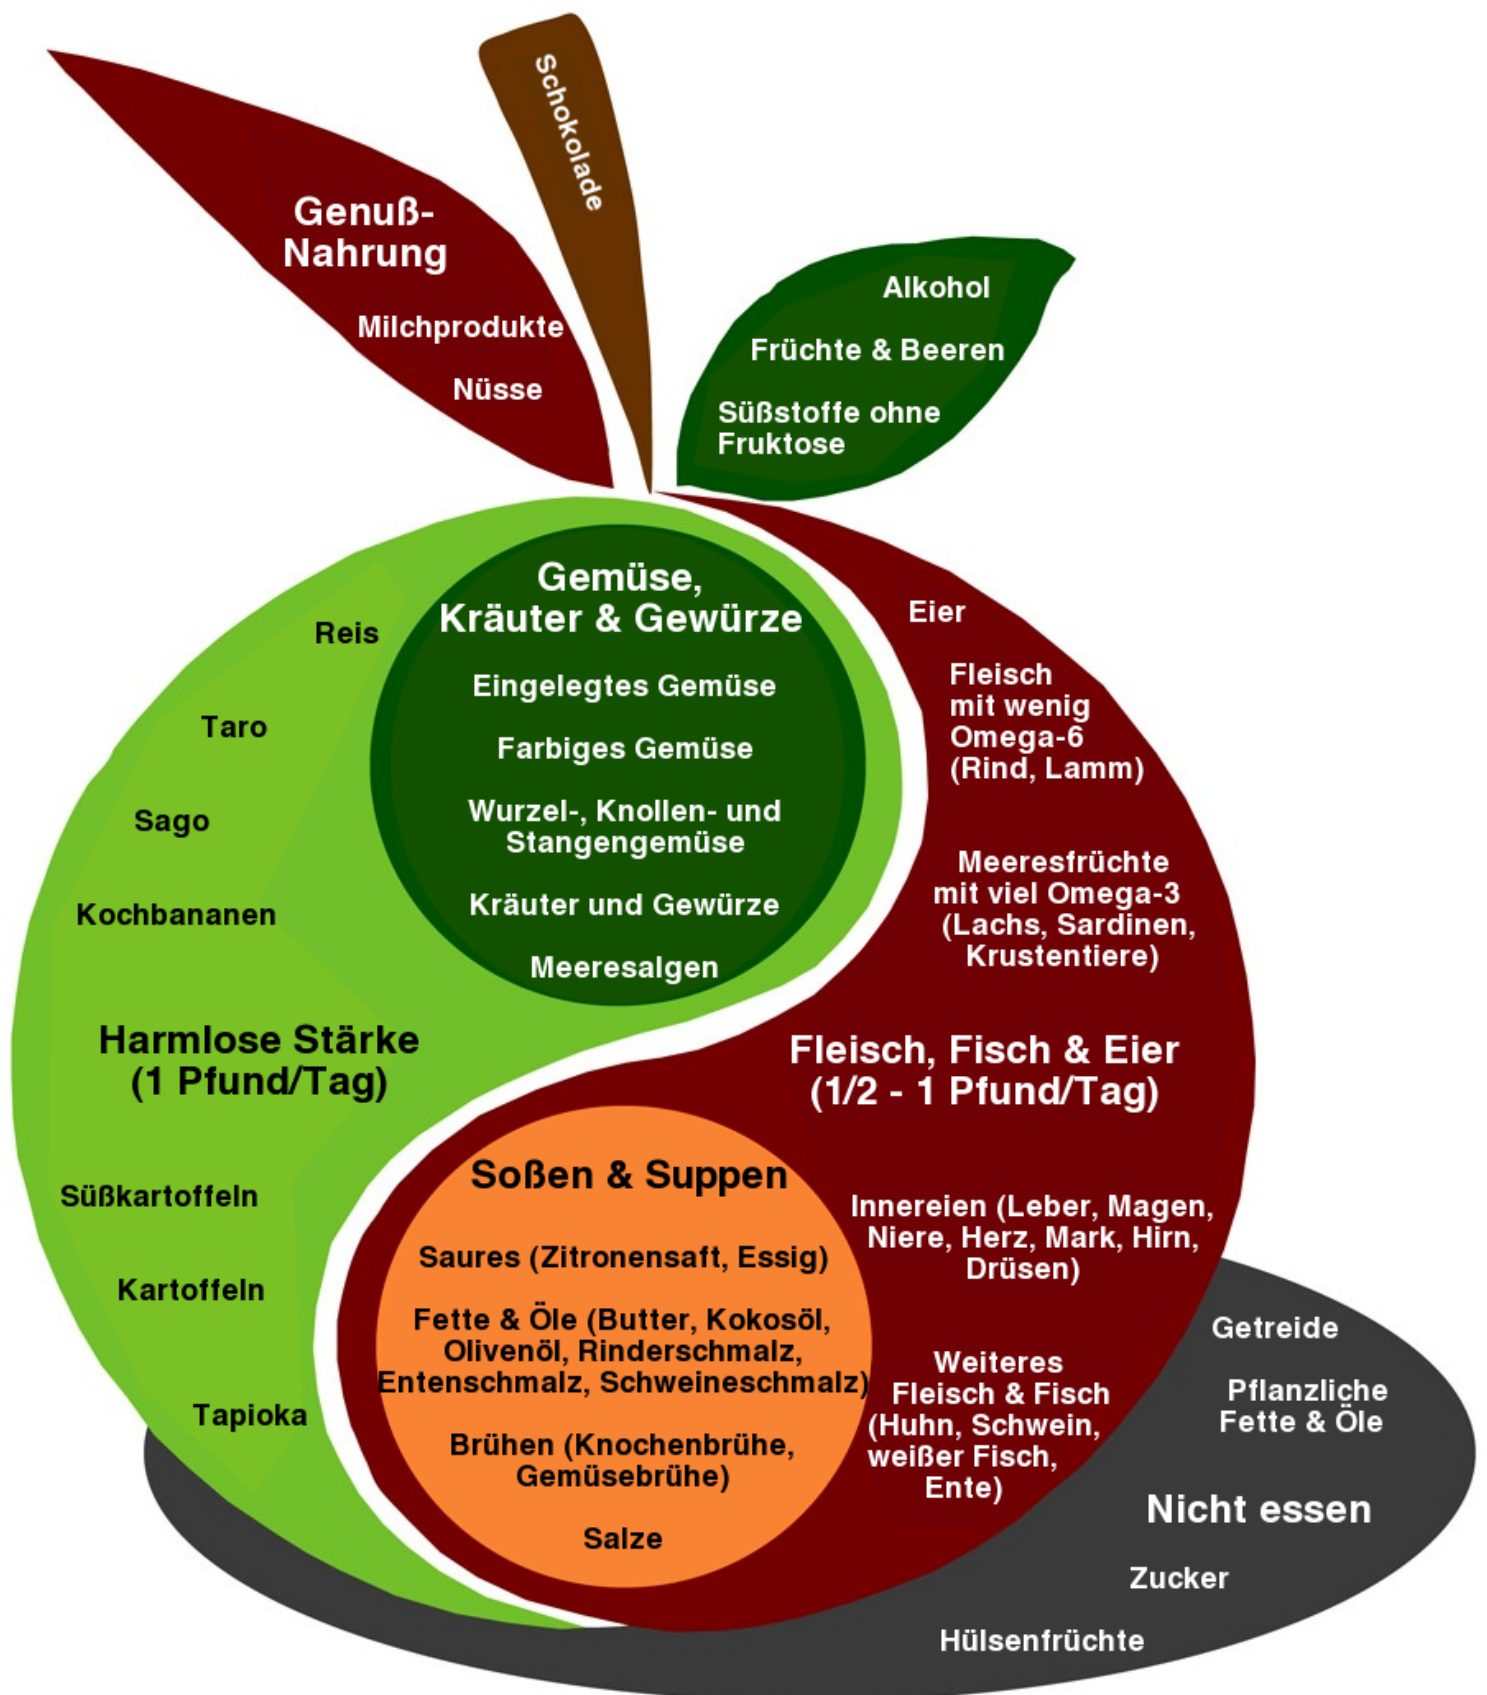 Schokolade
Genuß-
Nahrung
Milchprodukte
Nüsse
Alkohol
Früchte & Beeren
Süßstoffe ohne
Fruktose
Gemüse,
Kräuter & Gewürze
Eingelegtes Gemüse
Farbiges Gemüse
Wurzel-, Knollen- und
Stangengemüse
Kräuter und Gewürze
Meeresalgen
Reis
Taro
Sago
Kochbananen
Harmlose Stärke
(1 Pfund/Tag)
Süßkartoffeln
Kartoffeln
Tapioka
Eier
Fleisch
mit wenig
Omega-6
(Rind, Lamm)
Meeresfrüchte
mit viel Omega-3
(Lachs, Sardinen,
Krustentiere)
Fleisch, Fisch & Eier
(1/2 - 1 Pfund/Tag)
Innereien (Leber, Magen,
Niere, Herz, Mark, Hirn,
Drüsen)
Weiteres
Fleisch & Fisch
(Huhn, Schwein,
weißer Fisch,
Ente)
Soßen & Suppen
Saures (Zitronensaft, Essig)
Fette & Öle (Butter, Kokosöl,
Olivenöl, Rinderschmalz,
Entenschmalz, Schweineschmalz)
Brühen (Knochenbrühe,
Gemüsebrühe)
Salze
Getreide
Pflanzliche
Fette & Öle
Nicht essen
Zucker
Hülsenfrüchte